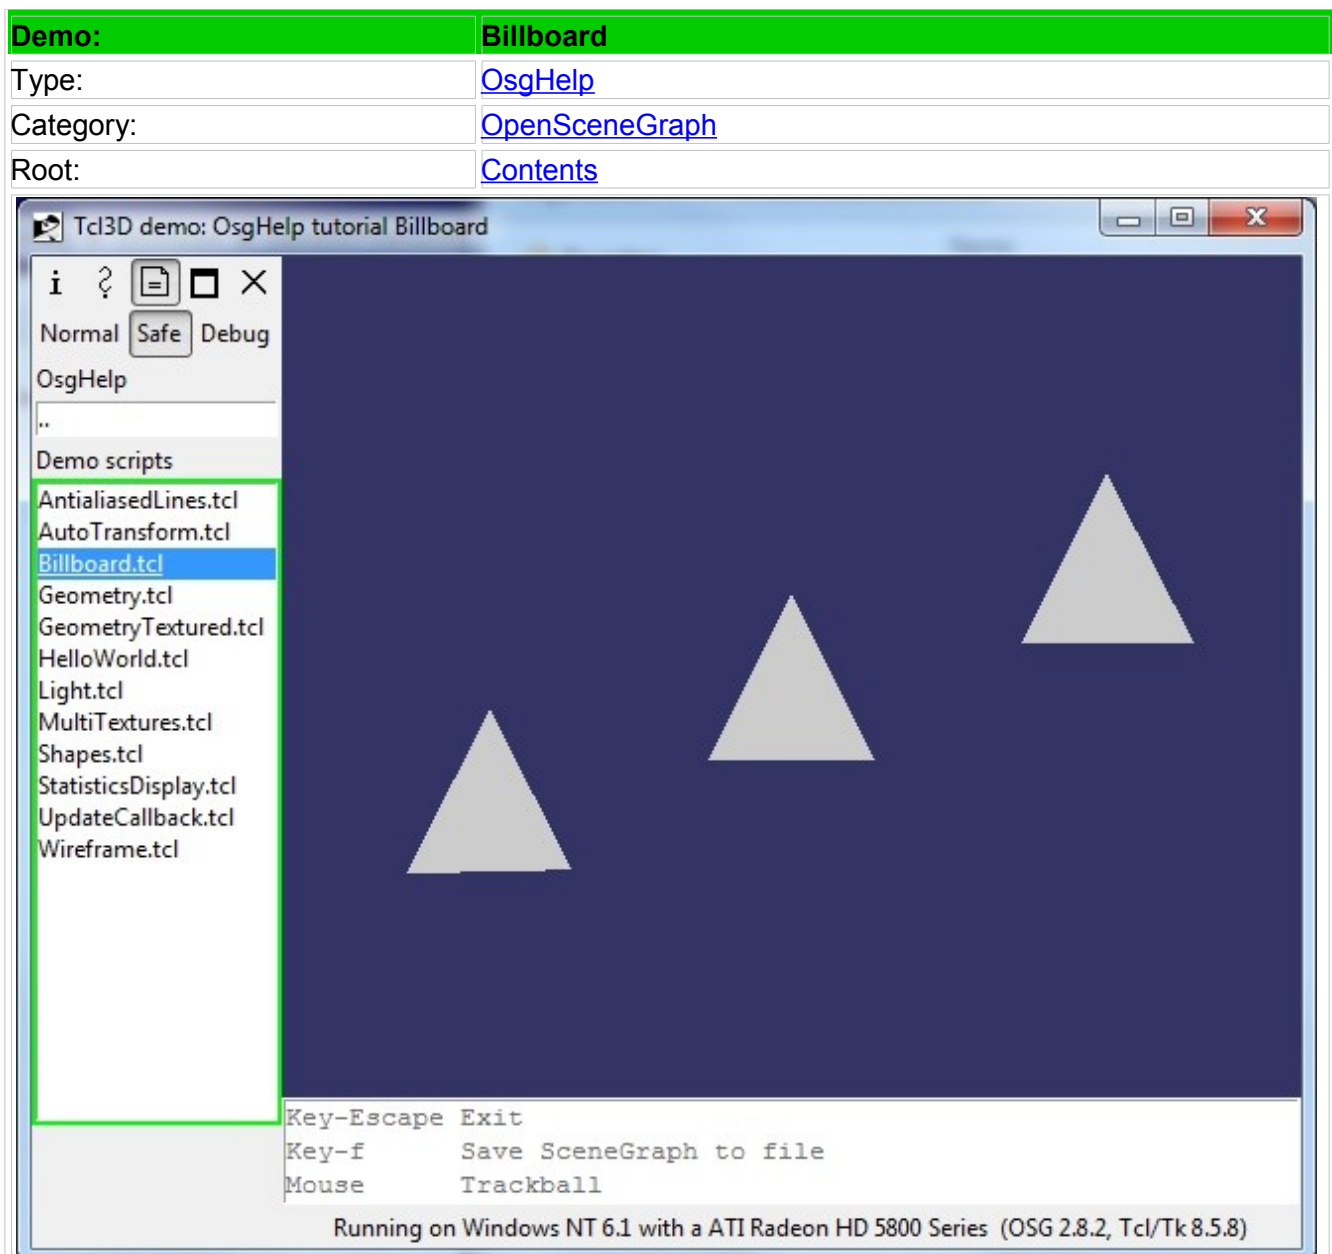 Demo: Billboard
Type: OsgHelp
Category: OpenSceneGraph
Root: Contents
Tcl3D demo: OsgHelp tutorial Billboard
i ?
Normal Safe Debug
OsgHelp
..
Demo scripts
AntialiasedLines.tcl
AutoTransform.tcl
Billboard.tcl
Geometry.tcl
GeometryTextured.tcl
HelloWorld.tcl
Light.tcl
MultiTextures.tcl
Shapes.tcl
StatisticsDisplay.tcl
UpdateCallback.tcl
Wireframe.tcl
Key-Escape Exit
Key-f Save SceneGraph to file
Mouse Trackball
Running on Windows NT 6.1 with a ATI Radeon HD 5800 Series (OSG 2.8.2, Tcl/Tk 8.5.8)